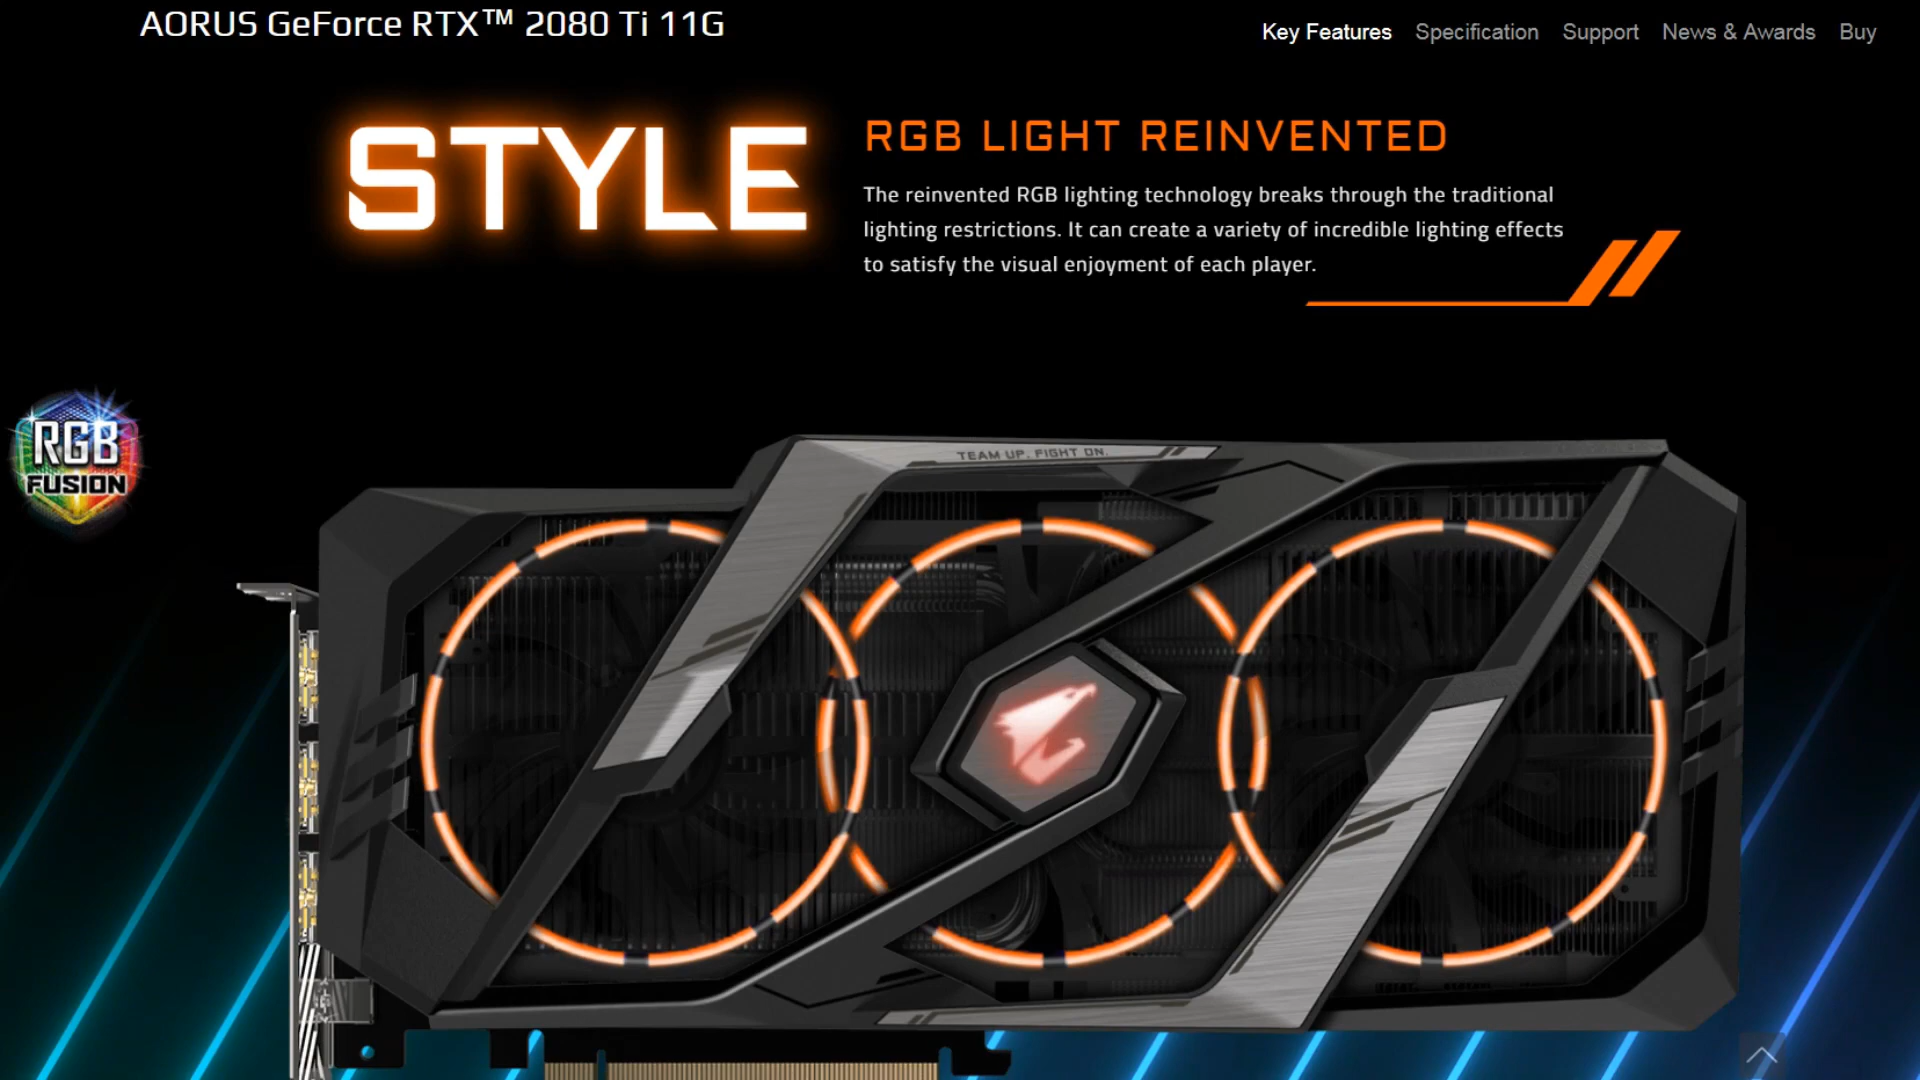 AORUS GeForce RTX™ 2080 Ti 11G
Key Features Specification Support News & Awards Buy
STYLE
RGB LIGHT REINVENTED
The reinvented RGB lighting technology breaks through the traditional
lighting restrictions. It can create a variety of incredible lighting effects
to satisfy the visual enjoyment of each player.
RGB
FUSION
TEAM UP. FIGHT ON.